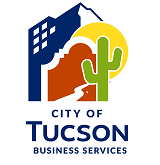 CITY OF
TUCSON
BUSINESS SERVICES